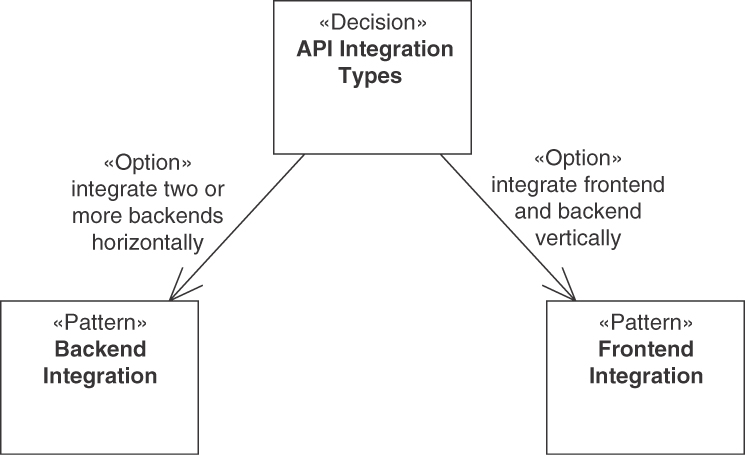 «Decision»
API Integration
Types
«Option»
integrate two or
more backends
horizontally
«Option»
integrate frontend
and backend
vertically
«Pattern»
Backend
Integration
«Pattern»
Frontend
Integration